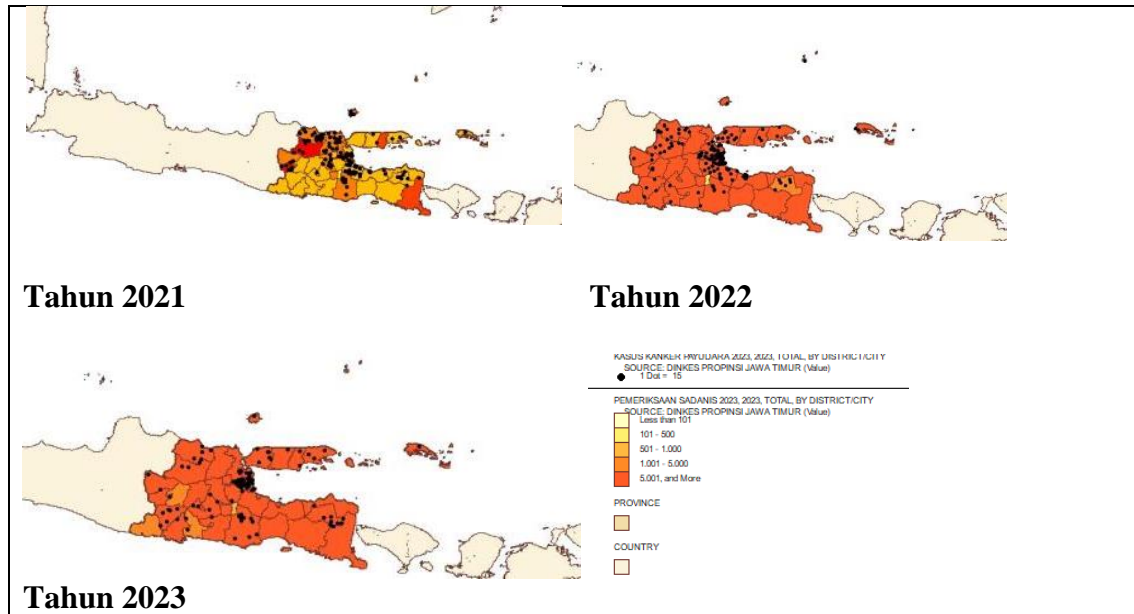 Tahun 2021
Tahun 2022
Tahun 2023
KASUS KANKER PAYUDARA 2023, 2023, TOTAL, BY DISTRICT/CITY
SOURCE: DINKES PROPINSI JAWA TIMUR (Value)
1 Dot = 15
PEMERIKSAAN SADANIS 2023, 2023, TOTAL, BY DISTRICT/CITY
SOURCE: DINKES PROPINSI JAWA TIMUR (Value)
Less than 101
101 - 500
501 - 1.000
1.001 - 5.000
5.001, and More
PROVINCE
COUNTRY